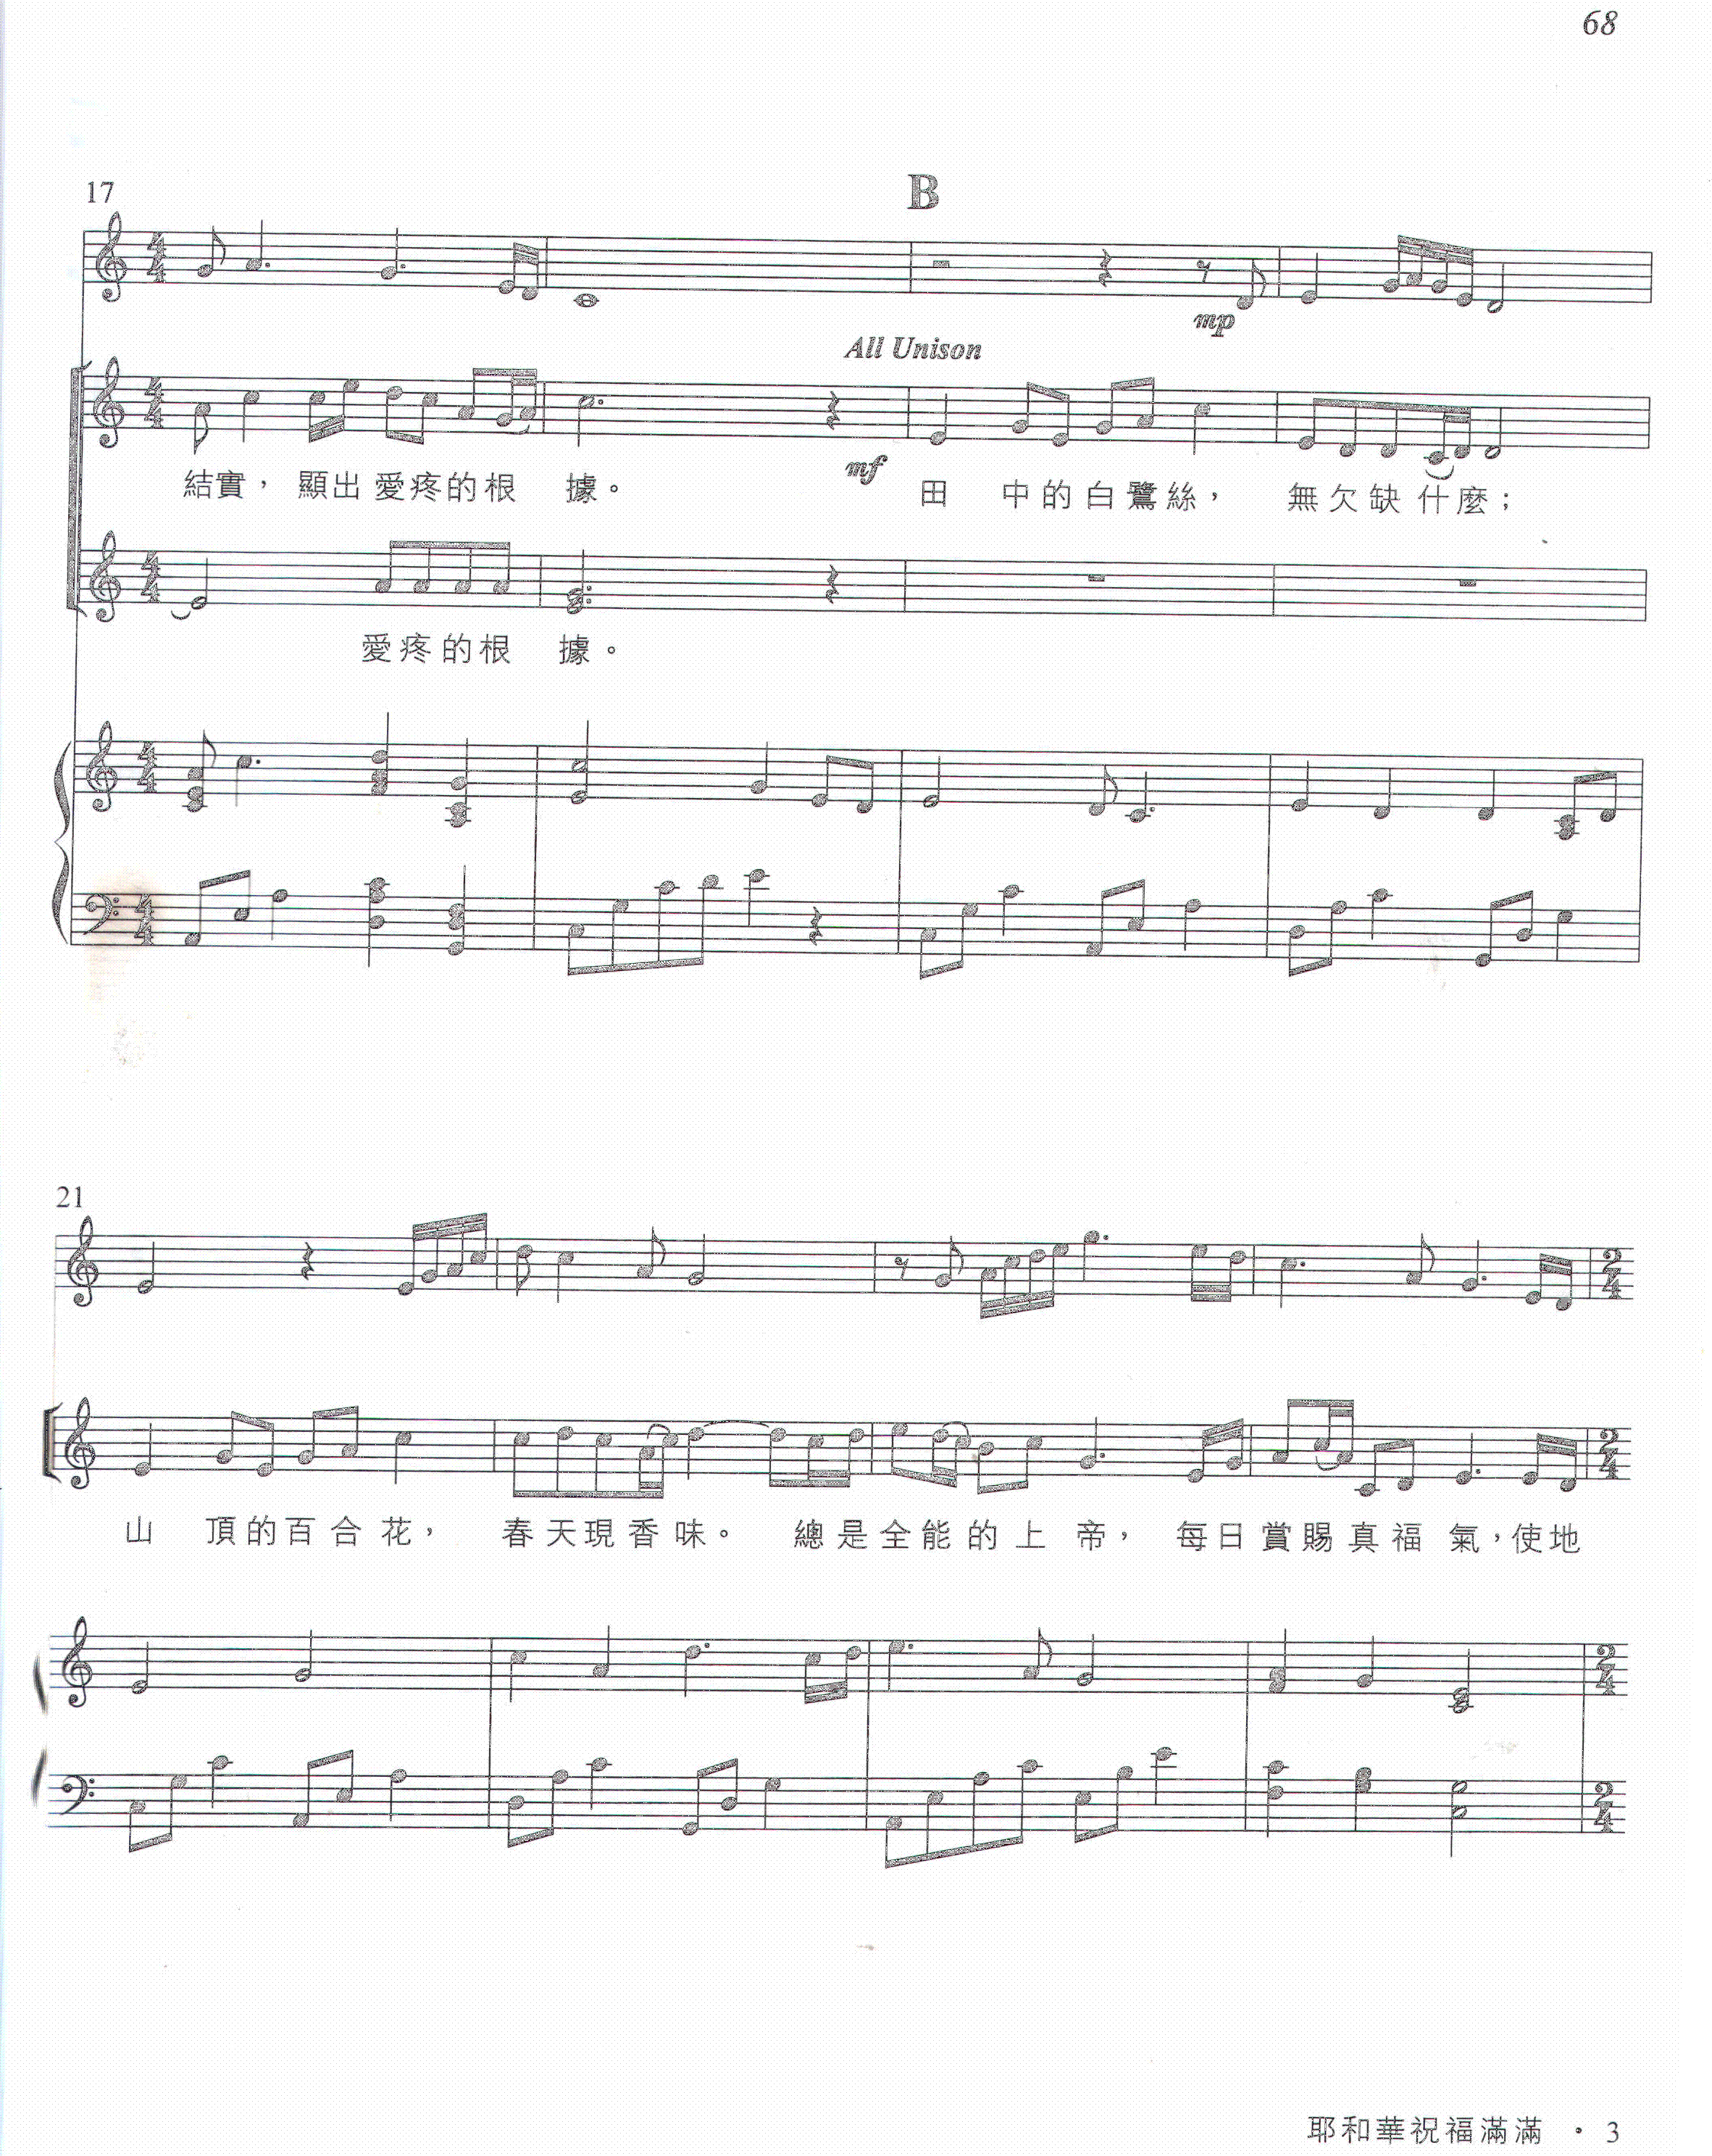 68
17
B
mp
All Unison
mf
結實，顯出愛疼的根 據。 田 中的白鷺絲， 無欠缺什麼；
愛疼的根 據。
21
山 頂的百合花， 春天現香味。 總是全能的上 帝， 每日賞賜真福 氣，使地
耶和華祝福滿滿 • 3